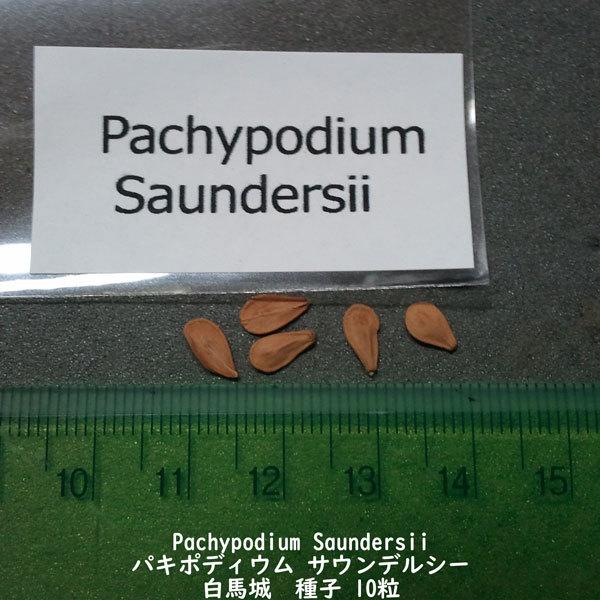 Pachypodium
Saundersii
10 11 12 13 14 15
Pachypodium Saundersii
パキポディウム サウンデルシー
白馬城　種子 10粒